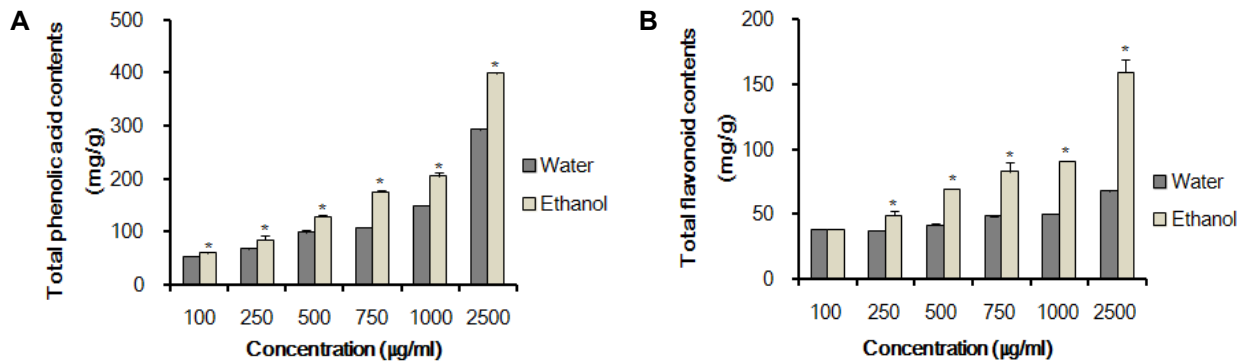 A
Total phenolicacid contents
(mg/g)
500
400
300
200
100
0
*
*
*
*
*
*
100 250 500 750 1000 2500
Concentration (μg/ml)
Water
Ethanol
B
Total flavonoid contents
(mg/g)
200
150
100
50
0
*
*
*
*
*
100 250 500 750 1000 2500
Concentration (μg/ml)
Water
Ethanol